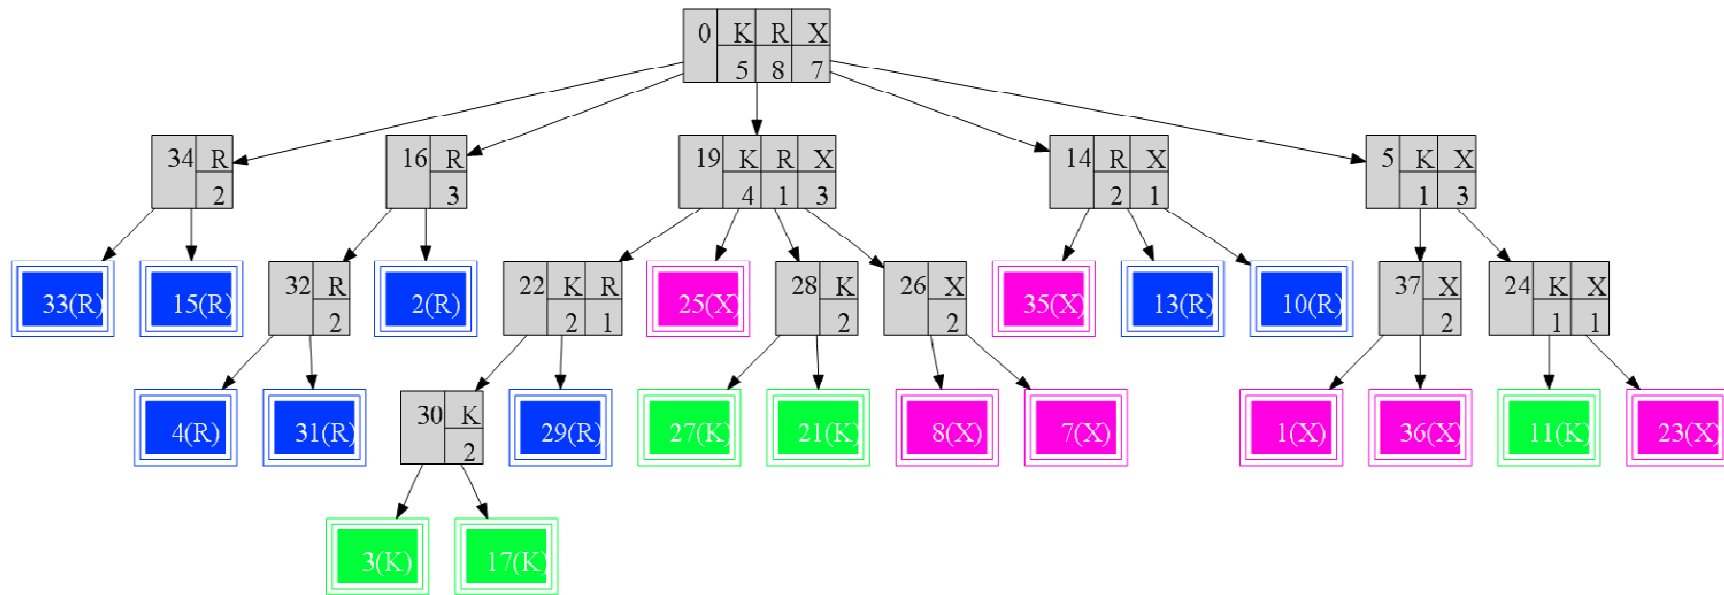 0 K R X
5 8 7
34 R
2
16 R
3
19 K R X
4 1 3
14 R X
2 1
5 K X
1 3
33(R)
15(R)
32 R
2
2(R)
22 K R
2 1
25(X)
28 K
2
26 X
2
35(X)
13(R)
10(R)
37 X
2
24 K X
1 1
4(R)
31(R)
30 K
2
29(R)
27(K)
21(K)
8(X)
7(X)
1(X)
36(X)
11(K)
23(X)
3(K)
17(K)